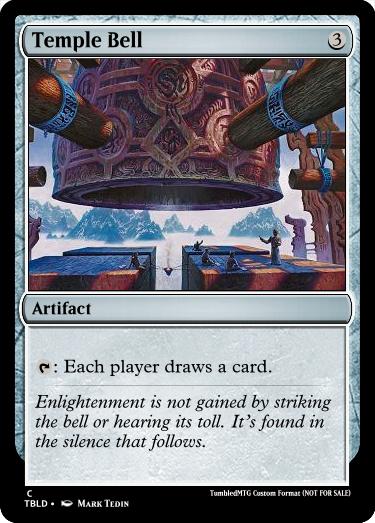 Temple Bell 3
Artifact
: Each player draws a card.
Enlightenment is not gained by striking
the bell or hearing its toll. It's found in
the silence that follows.
C
TBLD • Mark Tedin
TumbledMTG Custom Format (NOT FOR SALE)